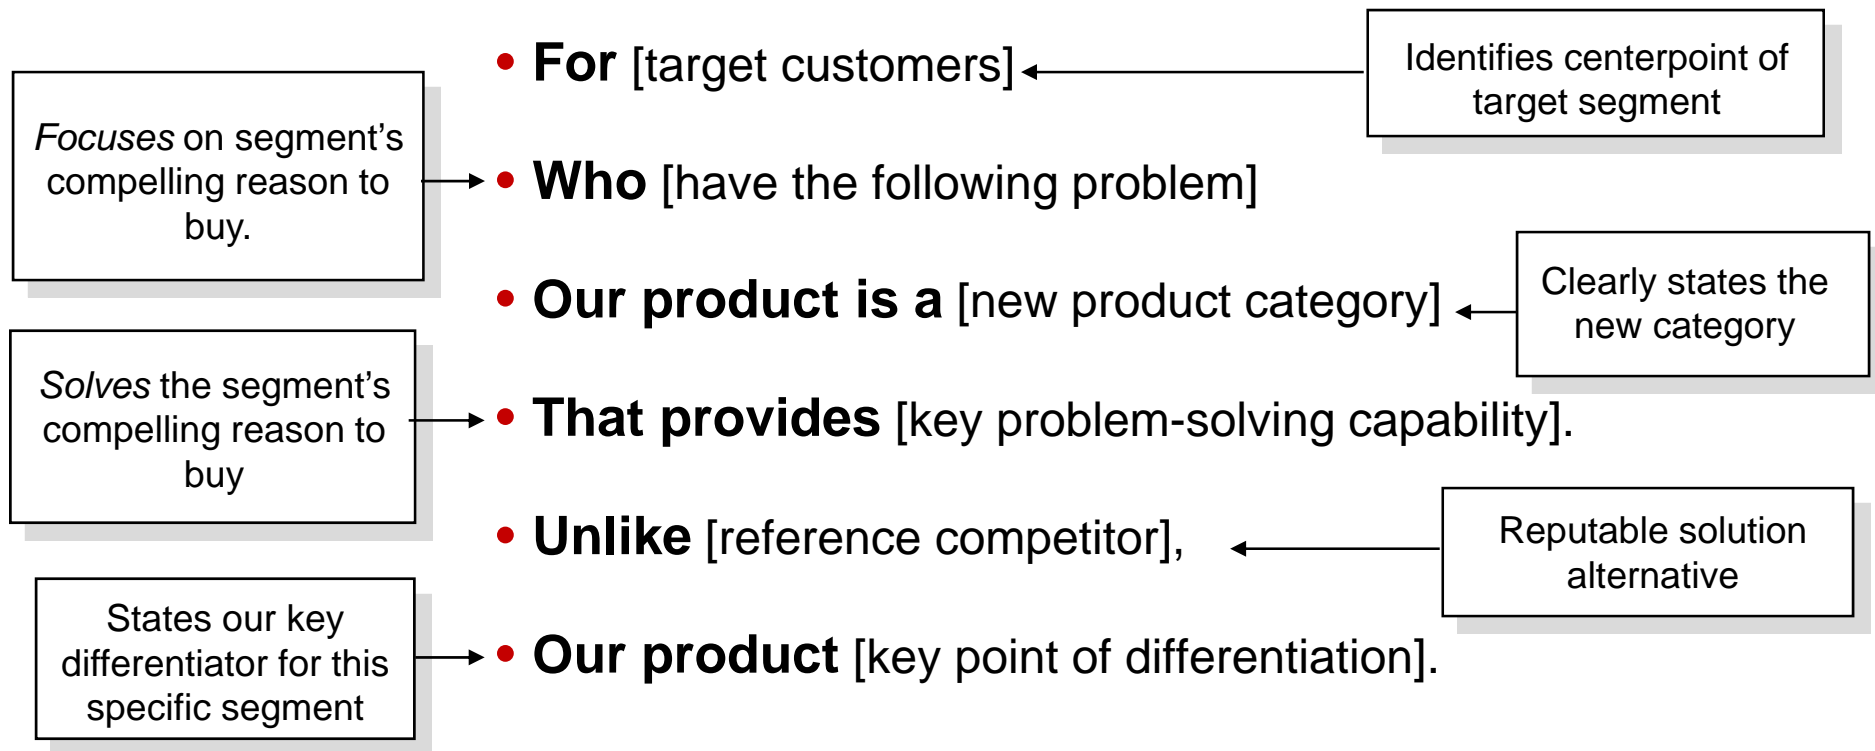 • For [target customers]
Identifies centerpoint of
target segment
Focuses on segment's
compelling reason to
buy.
• Who [have the following problem]
• Our product is a [new product category]
Clearly states the
new category
Solves the segment's
compelling reason to
buy
• That provides [key problem-solving capability].
• Unlike [reference competitor],
Reputable solution
alternative
States our key
differentiator for this
specific segment
• Our product [key point of differentiation].